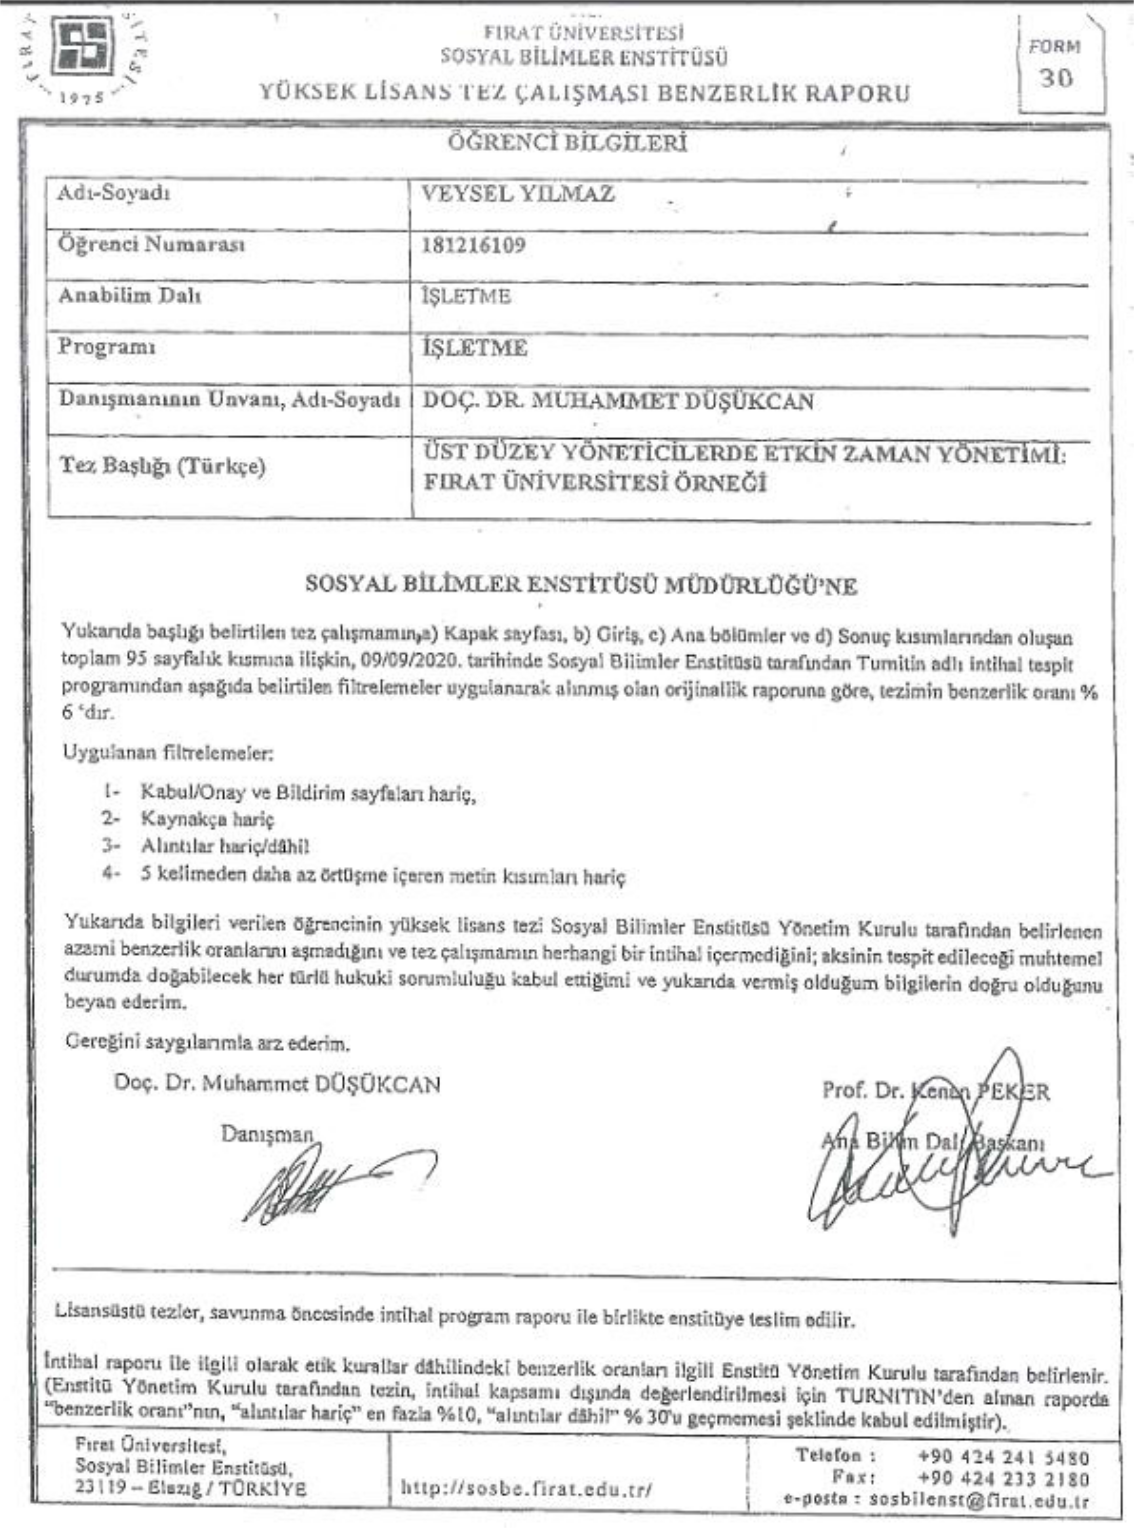 FIRAT ÜNİVERSİTESİ
SOSYAL BİLİMLER ENSTİTÜSÜ
YÜKSEK LİSANS TEZ ÇALIŞMASI BENZERLİK RAPORU
1975
FORM
30
ÖĞRENCİ BİLGİLERİ
Adı-Soyadı VEYSEL YILMAZ
Öğrenci Numarası 181216109
Anabilim Dalı İŞLETME
Programı İŞLETME
Danışmanının Unvanı, Adı-Soyadı DOÇ. DR. MUHAMMET DÜŞÜKCAN
Tez Başlığı (Türkçe) ÜST DÜZEY YÖNETİCİLERDE ETKİN ZAMAN YÖNETİMİ:
FIRAT ÜNİVERSİTESİ ÖRNEĞİ
SOSYAL BİLİMLER ENSTİTÜSÜ MÜDÜRLÜĞÜ'NE
Yukarıda başlığı belirtilen tez çalışmamın,a) Kapak sayfası, b) Giriş, c) Ana bölümler ve d) Sonuç kısımlarından oluşan
toplam 95 sayfalık kısmına ilişkin, 09/09/2020. tarihinde Sosyal Bilimler Enstitüsü tarafından Turnitin adlı intihal tespit
programından aşağıda belirtilen filtrelemeler uygulanarak alınmış olan orijinallik raporuna göre, tezimin benzerlik oranı %
6 'dır.
Uygulanan filtrelemeler:
1- Kabul/Onay ve Bildirim sayfaları hariç,
2- Kaynakça hariç
3- Alıntılar hariç/dâhil
4- 5 kelimeden daha az örtüşme içeren metin kısımları hariç
Yukarıda bilgileri verilen öğrencinin yüksek lisans tezi Sosyal Bilimler Enstitüsü Yönetim Kurulu tarafından belirlenen
azami benzerlik oranlarını aşmadığını ve tez çalışmamın herhangi bir intihal içermediğini; aksinin tespit edileceği muhtemel
durumda doğabilecek her türlü hukuki sorumluluğu kabul ettiğimi ve yukarıda vermiş olduğum bilgilerin doğru olduğunu
beyan ederim.
Gereğini saygılarımla arz ederim.
Doç. Dr. Muhammet DÜŞÜKCAN
Prof. Dr. Kenan PEKER
Danışman
Ana Bilim Dalı Başkanı
Lisansüstü tezler, savunma öncesinde intihal program raporu ile birlikte enstitüye teslim edilir.
İntihal raporu ile ilgili olarak etik kurallar dâhilindeki benzerlik oranları ilgili Enstitü Yönetim Kurulu tarafından belirlenir.
(Enstitü Yönetim Kurulu tarafından tezin, intihal kapsamı dışında değerlendirilmesi için TURNITIN'den alınan raporda
"benzerlik oranı"nın, "alıntılar hariç" en fazla %10, "alıntılar dâhil" % 30'u geçmemesi şeklinde kabul edilmiştir).
Fırat Üniversitesi,
Sosyal Bilimler Enstitüsü,
23119 – Elazığ / TÜRKİYE
http://sosbe.firat.edu.tr/
Telefon : +90 424 241 5480
Fax: +90 424 233 2180
e-posta : sosbilenst@firat.edu.tr